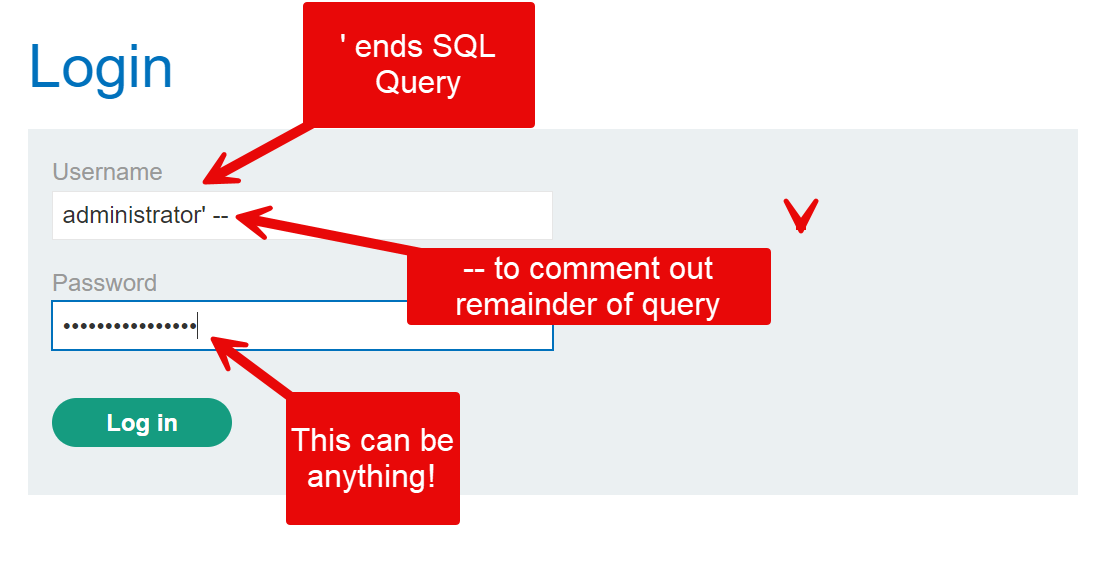 Login
' ends SQL
Query
Username
administrator' --
-- to comment out
remainder of query
Password
••••••••••••••••
Log in
This can be
anything!